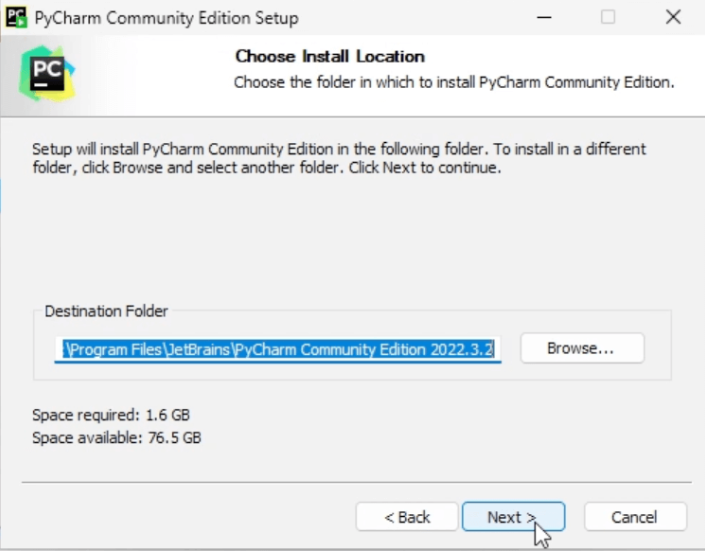 PyCharm Community Edition Setup
PC
Choose Install Location
Choose the folder in which to install PyCharm Community Edition.
Setup will install PyCharm Community Edition in the following folder. To install in a different
folder, click Browse and select another folder. Click Next to continue.
Destination Folder
:\Program Files\JetBrains\PyCharm Community Edition 2022.3.2
Browse...
Space required: 1.6 GB
Space available: 76.5 GB
< Back
Next >
Cancel